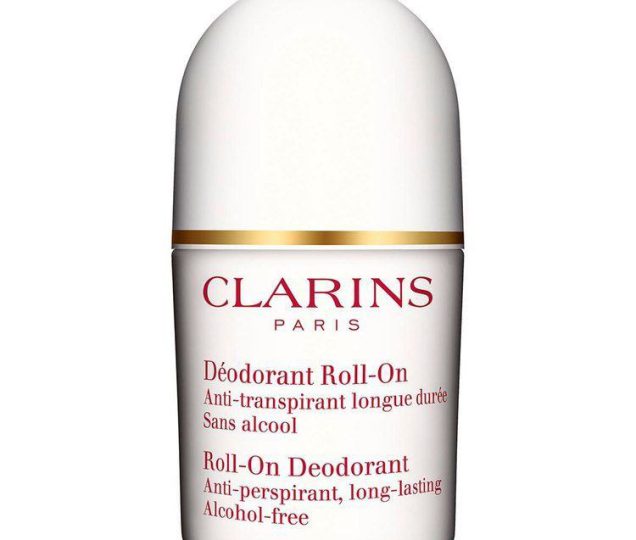 CLARINS
PARIS
Déodorant Roll-On
Anti-transpirant longue durée
Sans alcool
Roll-On Deodorant
Anti-perspirant, long-lasting
Alcohol-free